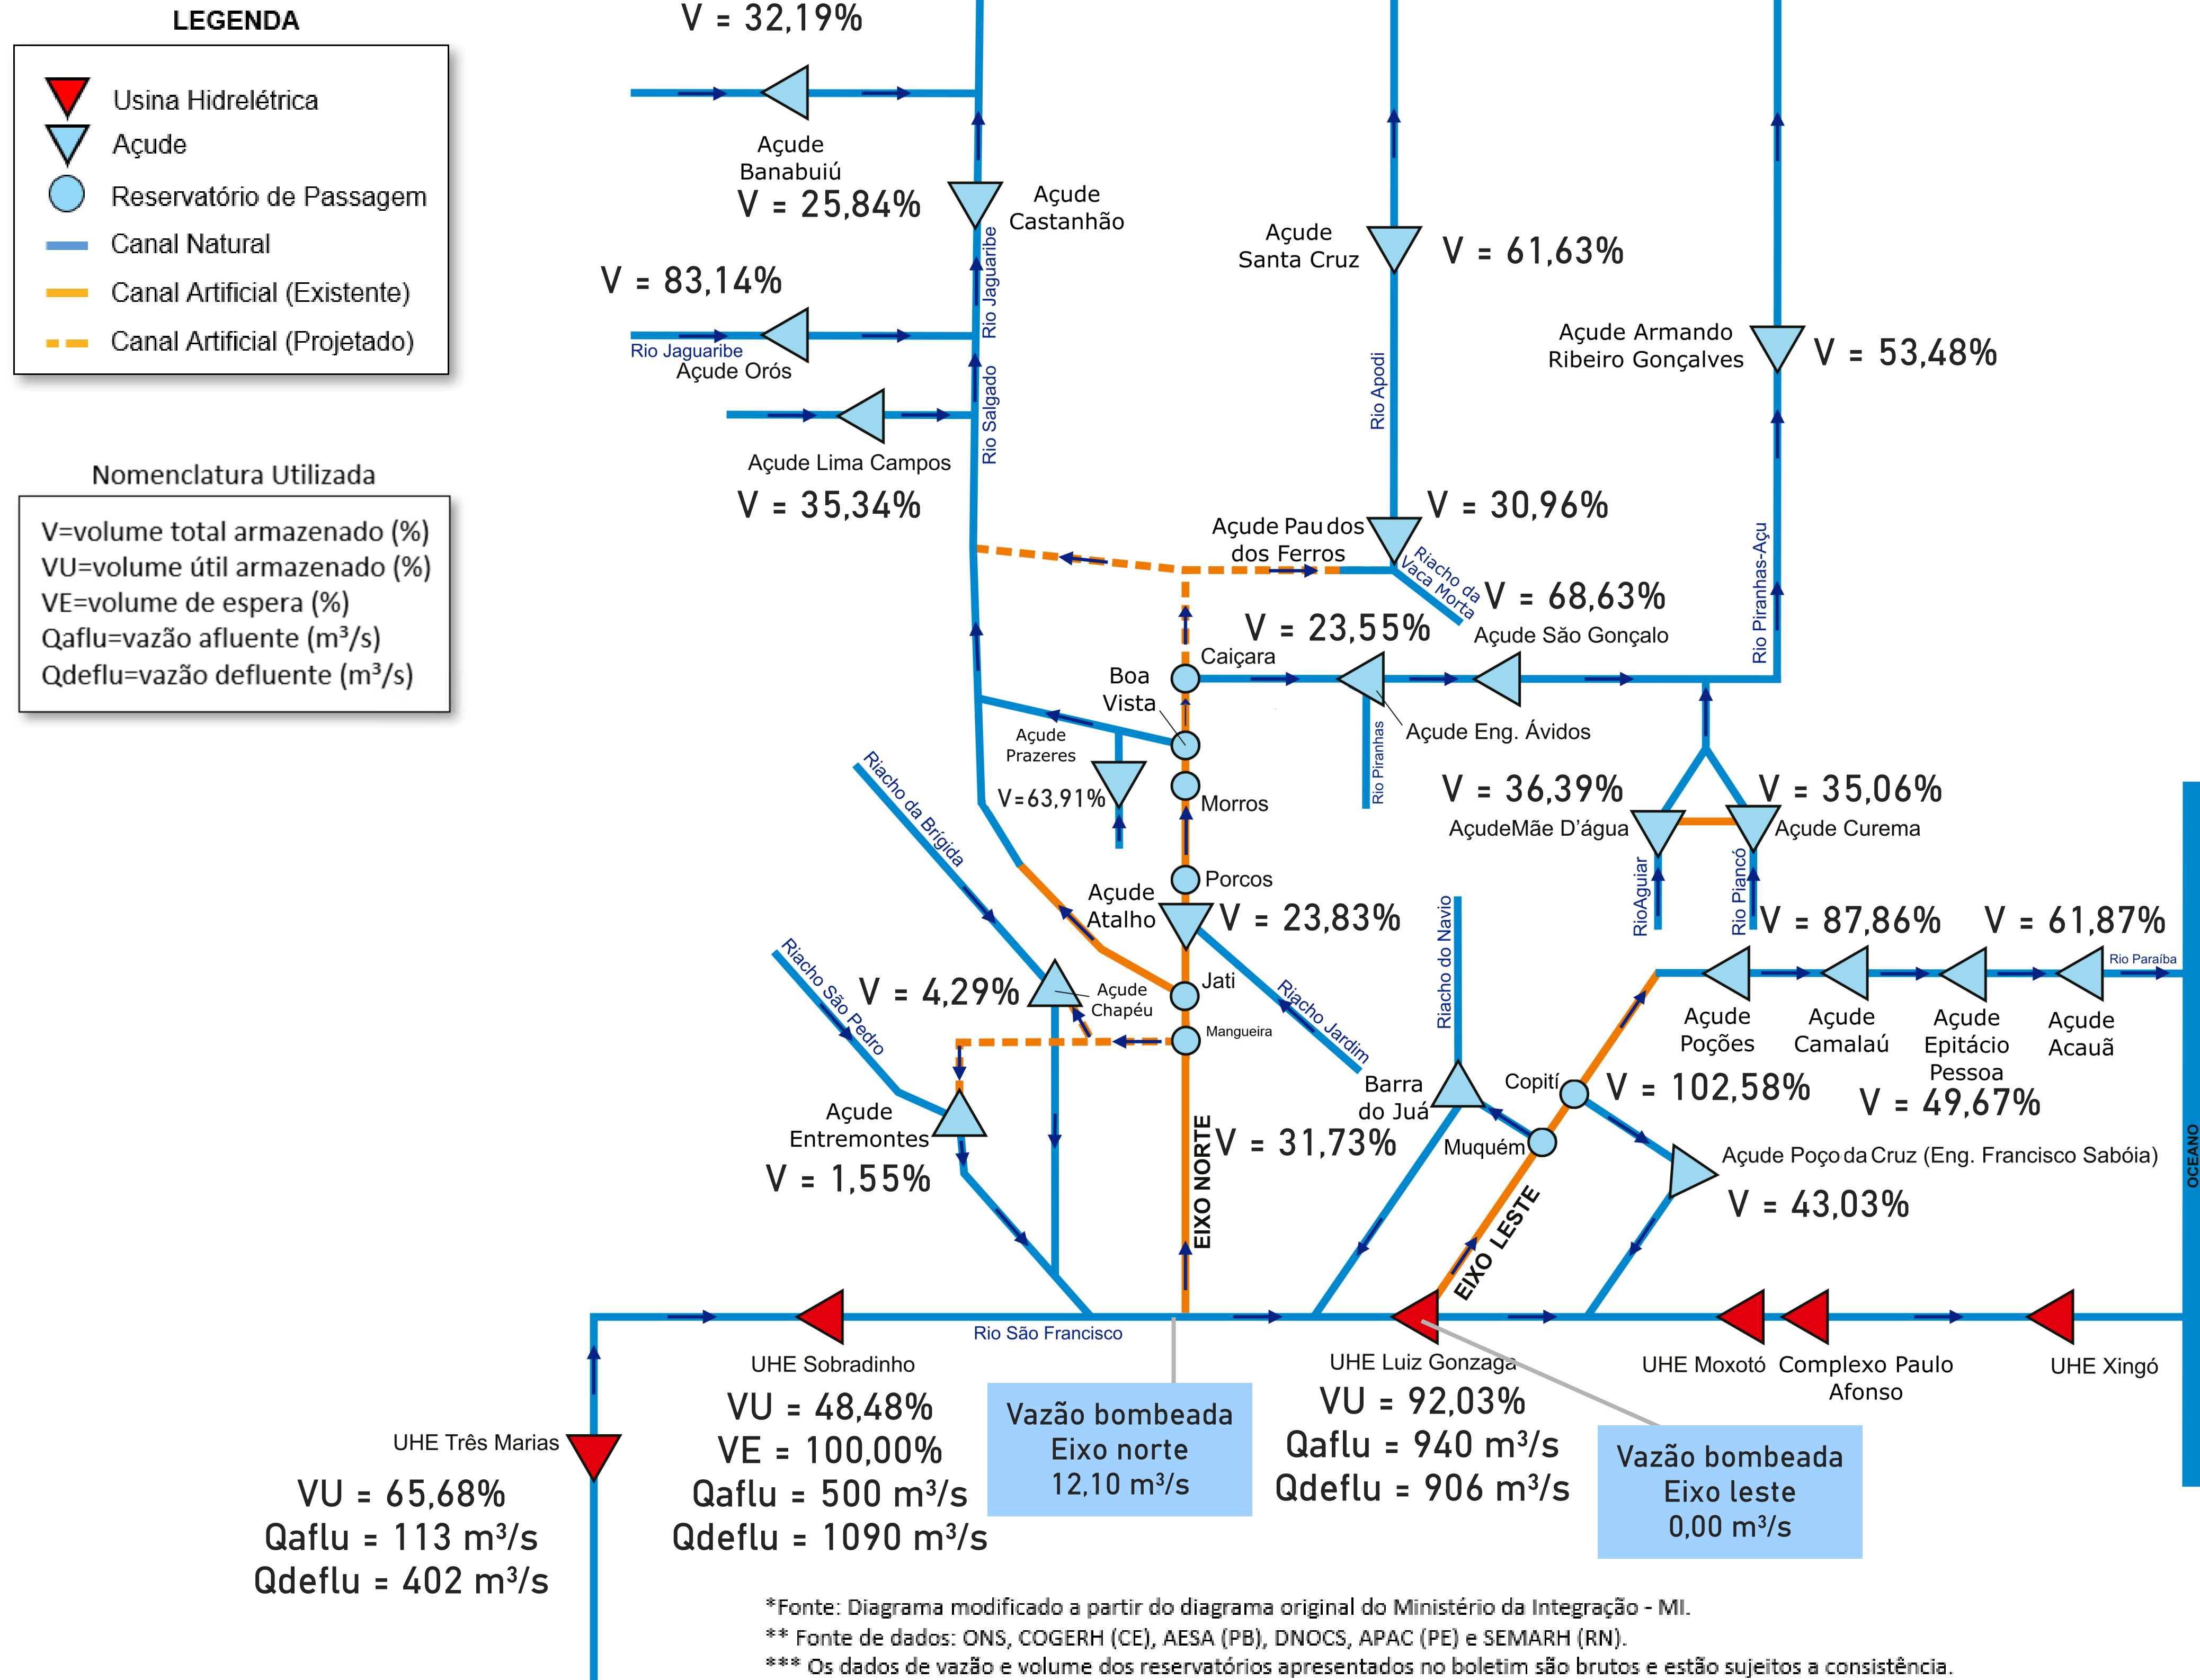 LEGENDA
Usina Hidrelétrica
Açude
Reservatório de Passagem
Canal Natural
Canal Artificial (Existente)
Canal Artificial (Projetado)
Nomenclatura Utilizada
V=volume total armazenado (%)
VU=volume útil armazenado (%)
VE=volume de espera (%)
Qaflu=vazão afluente (m³/s)
Qdeflu=vazão defluente (m³/s)
V = 32,19%
Açude
Banabuiú
V = 25,84%
Açude
Castanhão
Rio Jaguaribe
V = 83,14%
Rio Jaguaribe
Açude Orós
Rio Salgado
Açude Lima Campos
V = 35,34%
Açude
Santa Cruz
V = 61,63%
Rio Apodi
Açude Armando
Ribeiro Gonçalves
V = 53,48%
Rio Piranhas-Açu
Açude Pau dos
dos Ferros
V = 30,96%
Riacho da
Vaca Morta
V = 68,63%
Açude São Gonçalo
V = 23,55%
Caiçara
Boa
Vista
Açude Eng. Ávidos
Rio Piranhas
Açude
Prazeres
V=63,91%
Morros
Porcos
Açude
Atalho
V = 23,83%
Riacho da Brígida
Riacho São Pedro
V = 4,29%
Açude
Chapéu
Jati
Mangueira
Riacho Jardim
Açude
Entremontes
V = 1,55%
EIXO NORTE
V = 36,39%
AçudeMãe D'água
V = 35,06%
Açude Curema
RioAguiar
Rio Piancó
V = 87,86%
V = 61,87%
Rio Paraíba
Açude
Poções
Açude
Camalaú
Açude
Epitácio
Pessoa
Açude
Acauã
V = 102,58%
V = 49,67%
Riacho do Navio
Barra
do Juá
V = 31,73%
Copití
Muquém
Açude Poço da Cruz (Eng. Francisco Sabóia)
V = 43,03%
EIXO LESTE
OCEANO
Rio São Francisco
UHE Sobradinho
VU = 48,48%
VE = 100,00%
Qaflu = 500 m³/s
Qdeflu = 1090 m³/s
UHE Três Marias
VU = 65,68%
Qaflu = 113 m³/s
Qdeflu = 402 m³/s
Vazão bombeada
Eixo norte
12,10 m³/s
UHE Luiz Gonzaga
VU = 92,03%
Qaflu = 940 m³/s
Qdeflu = 906 m³/s
Vazão bombeada
Eixo leste
0,00 m³/s
UHE Moxotó
Complexo Paulo
Afonso
UHE Xingó
*Fonte: Diagrama modificado a partir do diagrama original do Ministério da Integração - MI.
** Fonte de dados: ONS, COGERH (CE), AESA (PB), DNOCS, APAC (PE) e SEMARH (RN).
*** Os dados de vazão e volume dos reservatórios apresentados no boletim são brutos e estão sujeitos a consistência.